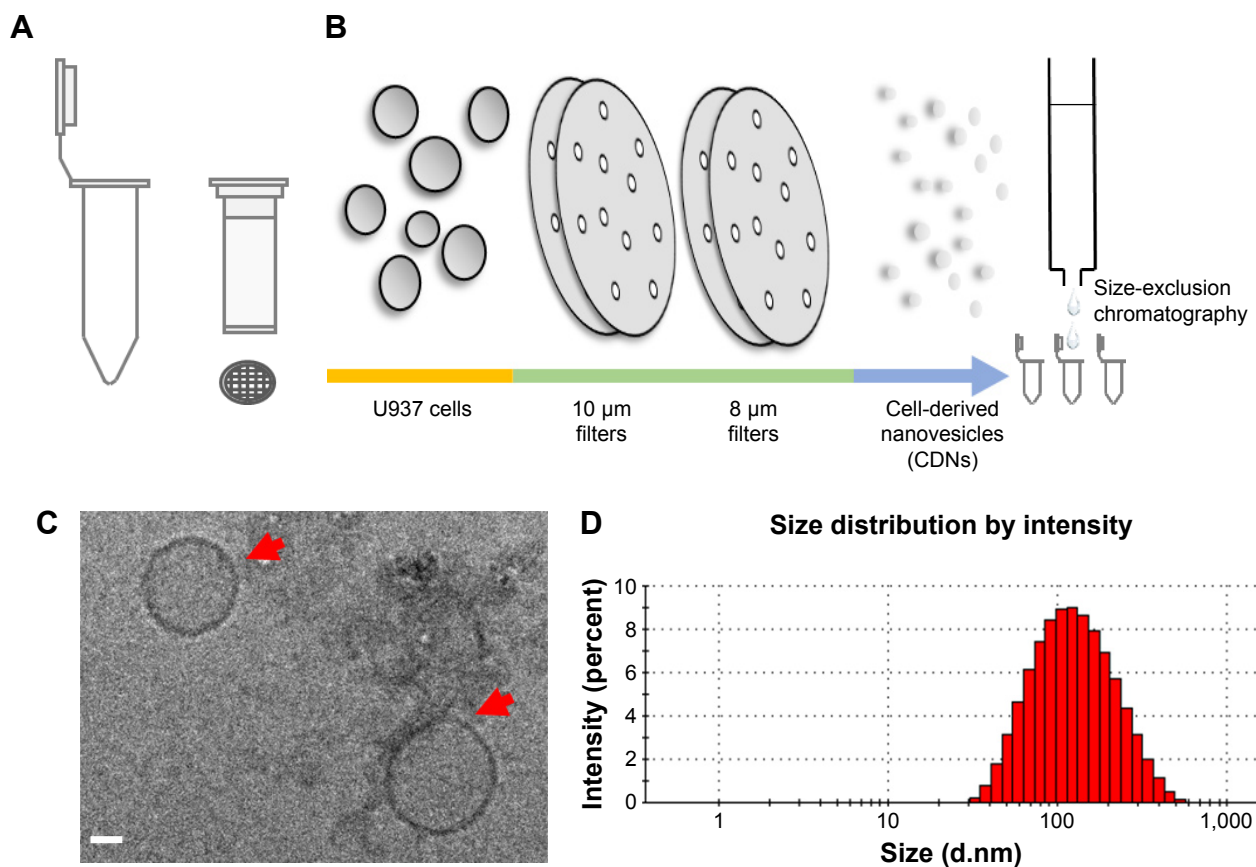 A
B
Size-exclusion
chromatography
U937 cells
10 µm
filters
8 µm
filters
Cell-derived
nanovesicles
(CDNs)
C
D
Size distribution by intensity
Intensity (percent)
10
8
6
4
2
0
1
10
100
1,000
Size (d.nm)